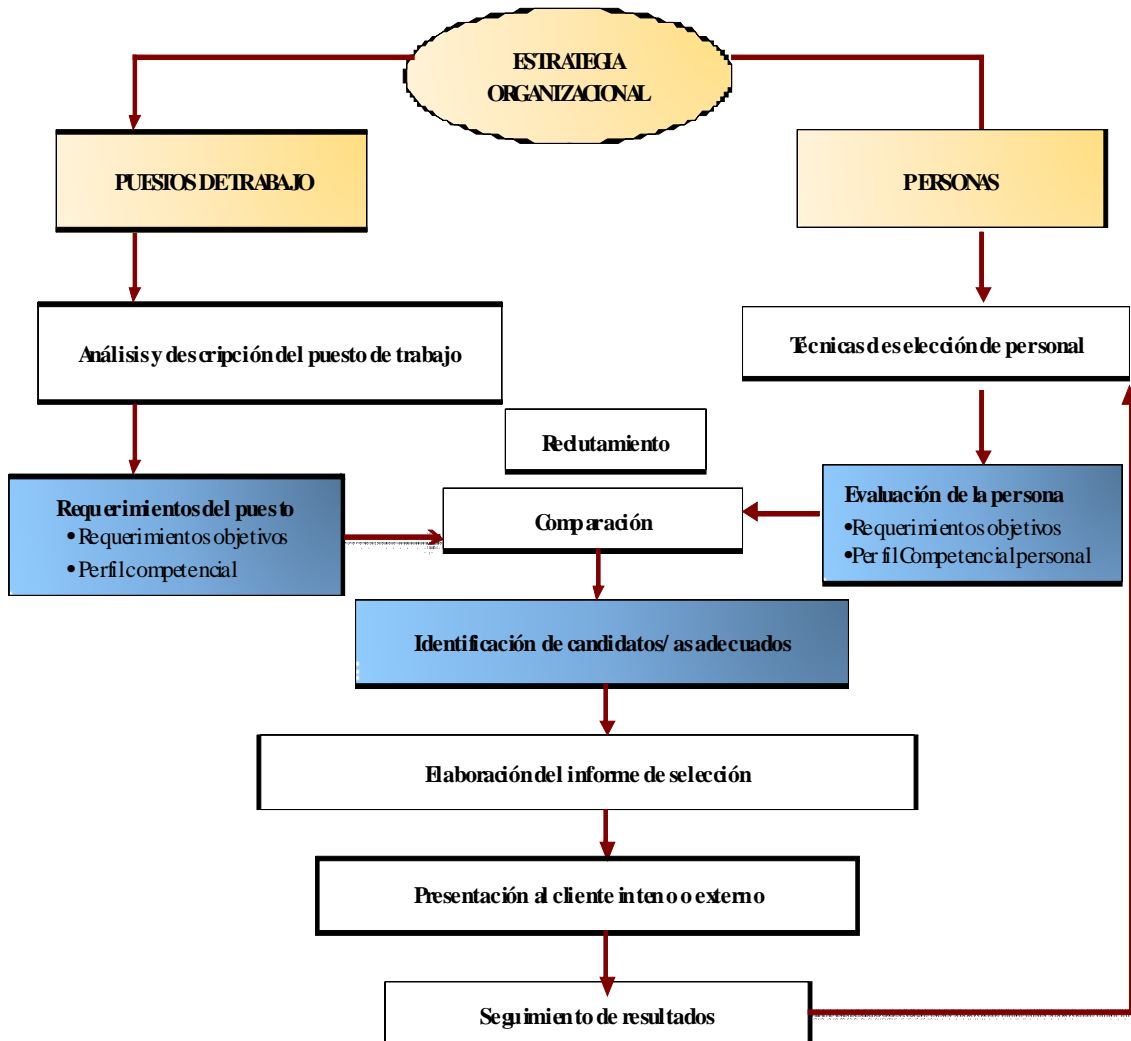 ESTRATEGIA
ORGANIZACIONAL
PUESTOS DE TRABAJO
PERSONAS
Análisis y descripción del puesto de trabajo
Técnicas de selección de personal
Reclutamiento
Requerimientos del puesto
• Requerimientos objetivos
• Perfil competencial
Comparación
Evaluación de la persona
•Requerimientos objetivos
•Perfil Competencial personal
Identificación de candidatos/ as adecuados
Elaboración del informe de selección
Presentación al cliente inteno o externo
Seguimiento de resultados